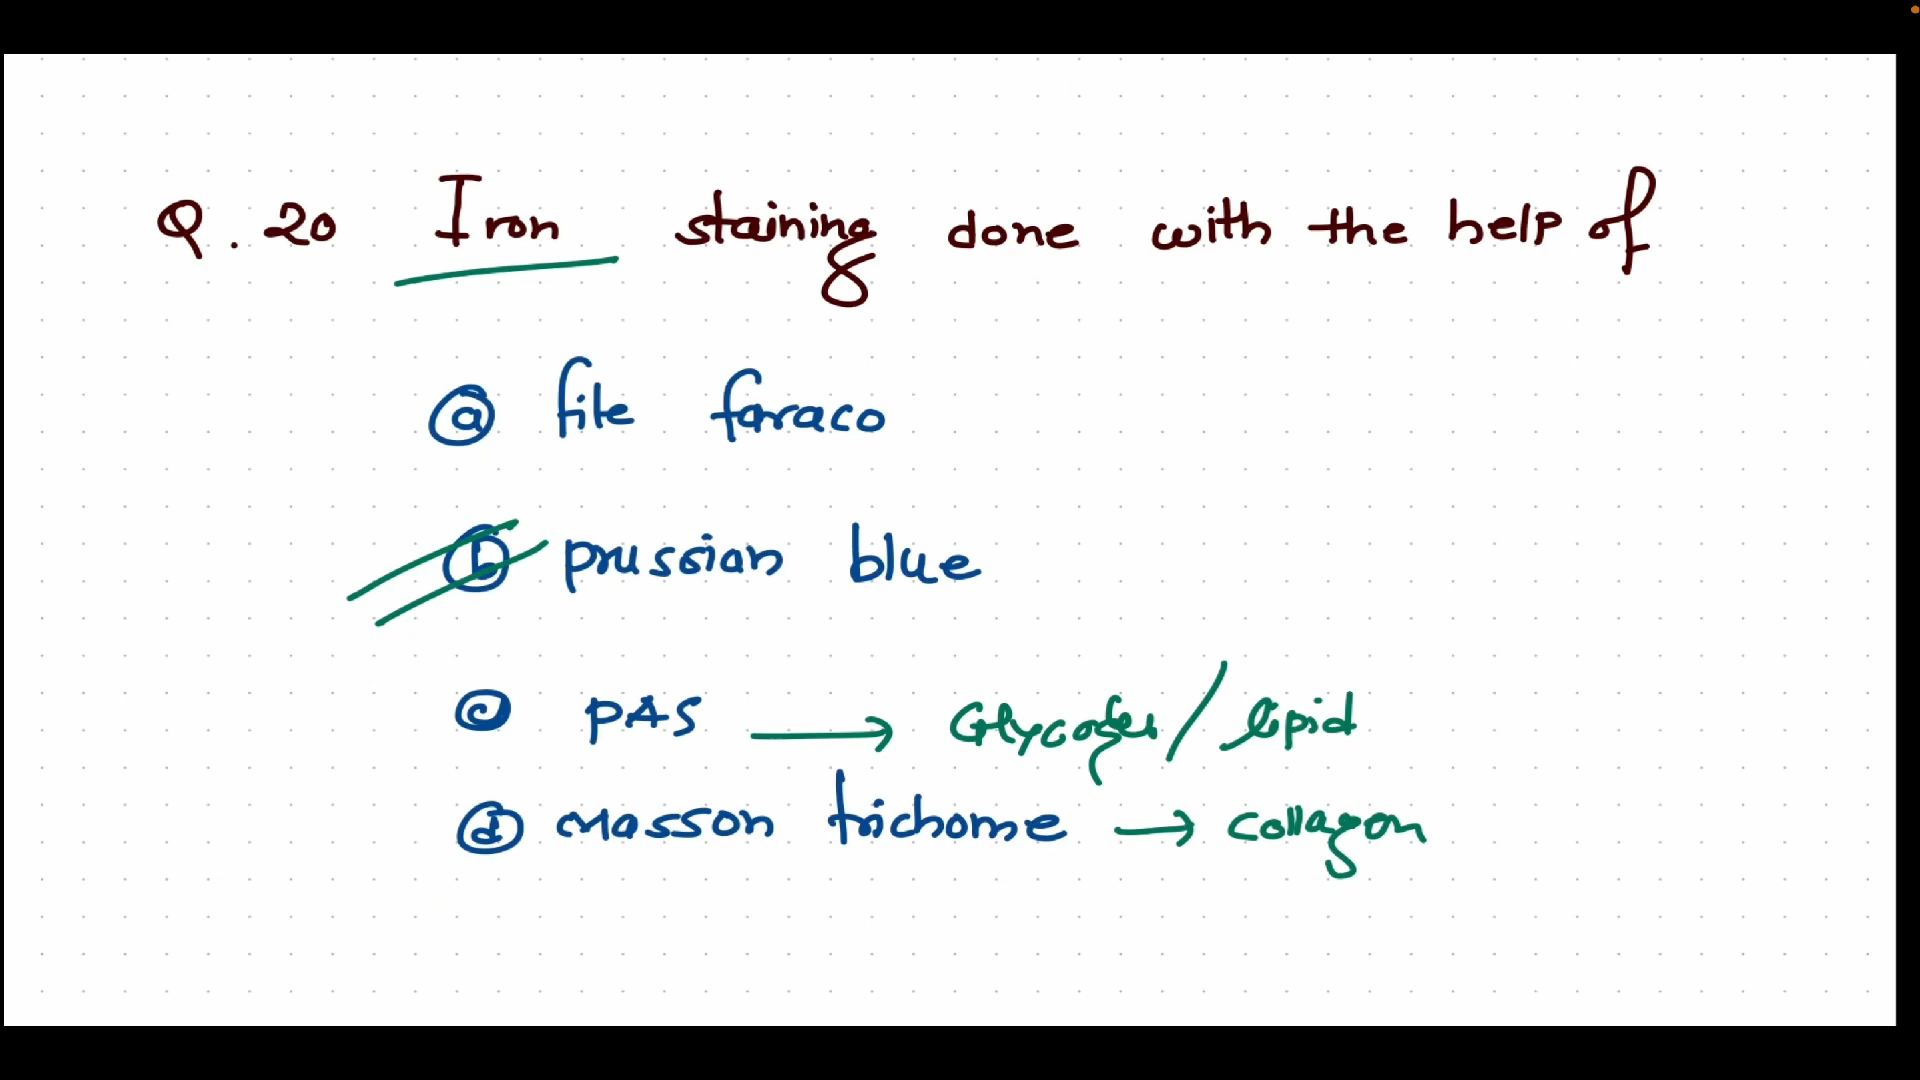 Q. 20 Iron staining done with the help of
(a) file faraco
(b) prussian blue
(c) PAS → Glycogen / lipid
(d) masson trichome → collagen